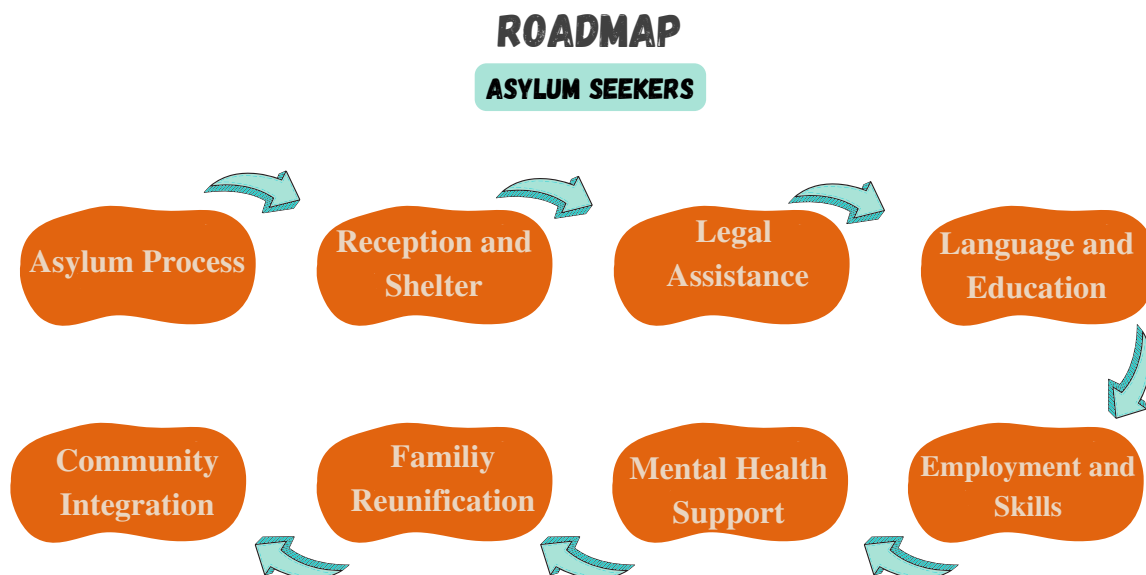 ROADMAP
ASYLUM SEEKERS
Asylum Process
Reception and
Shelter
Legal
Assistance
Language and
Education
Employment and
Skills
Mental Health
Support
Familiy
Reunification
Community
Integration